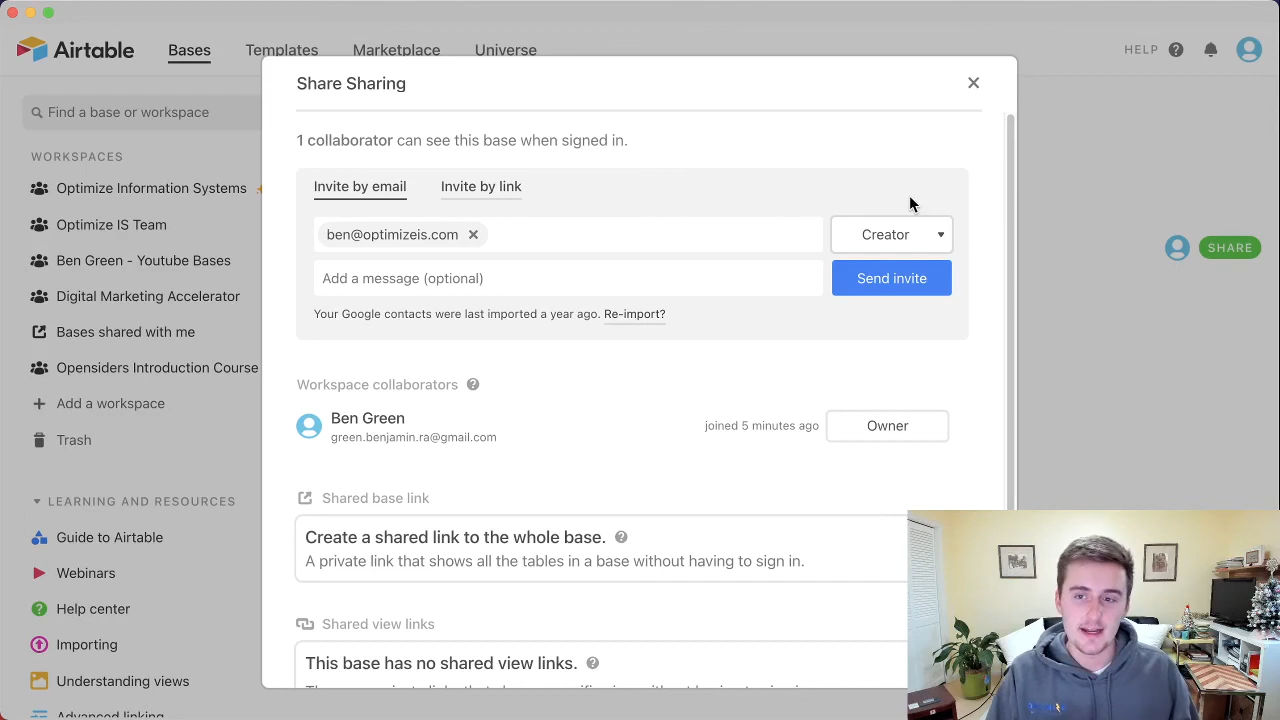 Airtable
Bases
Templates
Marketplace
Universe
HELP
Find a base or workspace
WORKSPACES
Optimize Information Systems
Optimize IS Team
Ben Green - Youtube Bases
Digital Marketing Accelerator
Bases shared with me
Opensiders Introduction Course
Add a workspace
Trash
LEARNING AND RESOURCES
Guide to Airtable
Webinars
Help center
Importing
Understanding views
Share Sharing
1 collaborator can see this base when signed in.
Invite by email
Invite by link
ben@optimizeis.com
Creator
Add a message (optional)
Send invite
Your Google contacts were last imported a year ago. Re-import?
Workspace collaborators
Ben Green
green.benjamin.ra@gmail.com
joined 5 minutes ago
Owner
Shared base link
Create a shared link to the whole base.
A private link that shows all the tables in a base without having to sign in.
Shared view links
This base has no shared view links.
SHARE